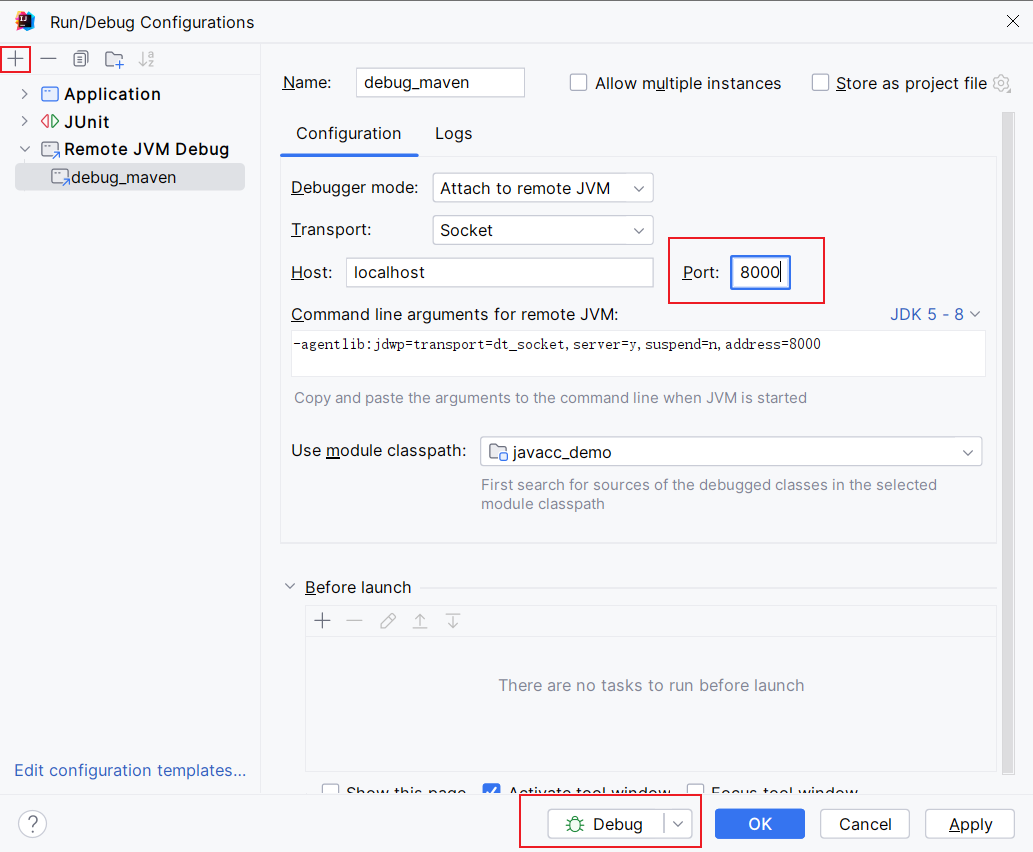 Run/Debug Configurations
Application
JUnit
Remote JVM Debug
debug_maven
Edit configuration templates...
Name: debug_maven Allow multiple instances Store as project file
Configuration Logs
Debugger mode: Attach to remote JVM
Transport: Socket
Host: localhost Port: 8000
Command line arguments for remote JVM: JDK 5 - 8
-agentlib:jdwp=transport=dt_socket,server=y,suspend=n,address=8000
Copy and paste the arguments to the command line when JVM is started
Use module classpath: javacc_demo
First search for sources of the debugged classes in the selected
module classpath
Before launch
There are no tasks to run before launch
Show this page Activate tool window Focus tool window
? Debug OK Cancel Apply